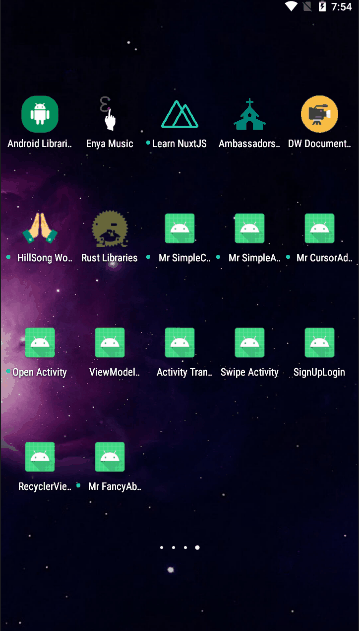 7:54
Android Librari..
Enya Music
Learn NuxtJS
Ambassadors..
DW Document..
HillSong Wo..
Rust Libraries
Mr SimpleC..
Mr SimpleA..
Mr CursorAd..
Open Activity
ViewModel..
Activity Tran..
Swipe Activity
SignUpLogin
RecyclerVie..
Mr FancyAb..